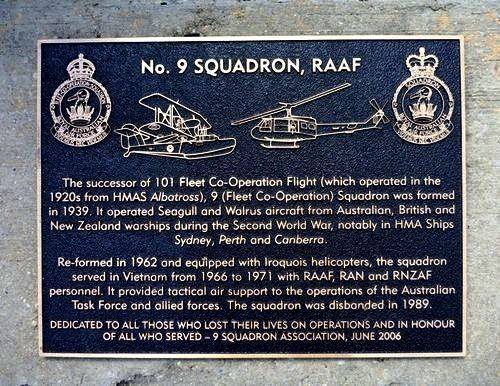 No. 9 SQUADRON, RAAF
The successor of 101 Fleet Co-Operation Flight (which operated in the
1920s from HMAS Albatross), 9 (Fleet Co-Operation) Squadron was formed
in 1939. It operated Seagull and Walrus aircraft from Australian, British and
New Zealand warships during the Second World War, notably in HMA Ships
Sydney, Perth and Canberra.
Re-formed in 1962 and equipped with Iroquois helicopters, the squadron
served in Vietnam from 1966 to 1971 with RAAF, RAN and RNZAF
personnel. It provided tactical air support to the operations of the Australian
Task Force and allied forces. The squadron was disbanded in 1989.
DEDICATED TO ALL THOSE WHO LOST THEIR LIVES ON OPERATIONS AND IN HONOUR
OF ALL WHO SERVED – 9 SQUADRON ASSOCIATION, JUNE 2006